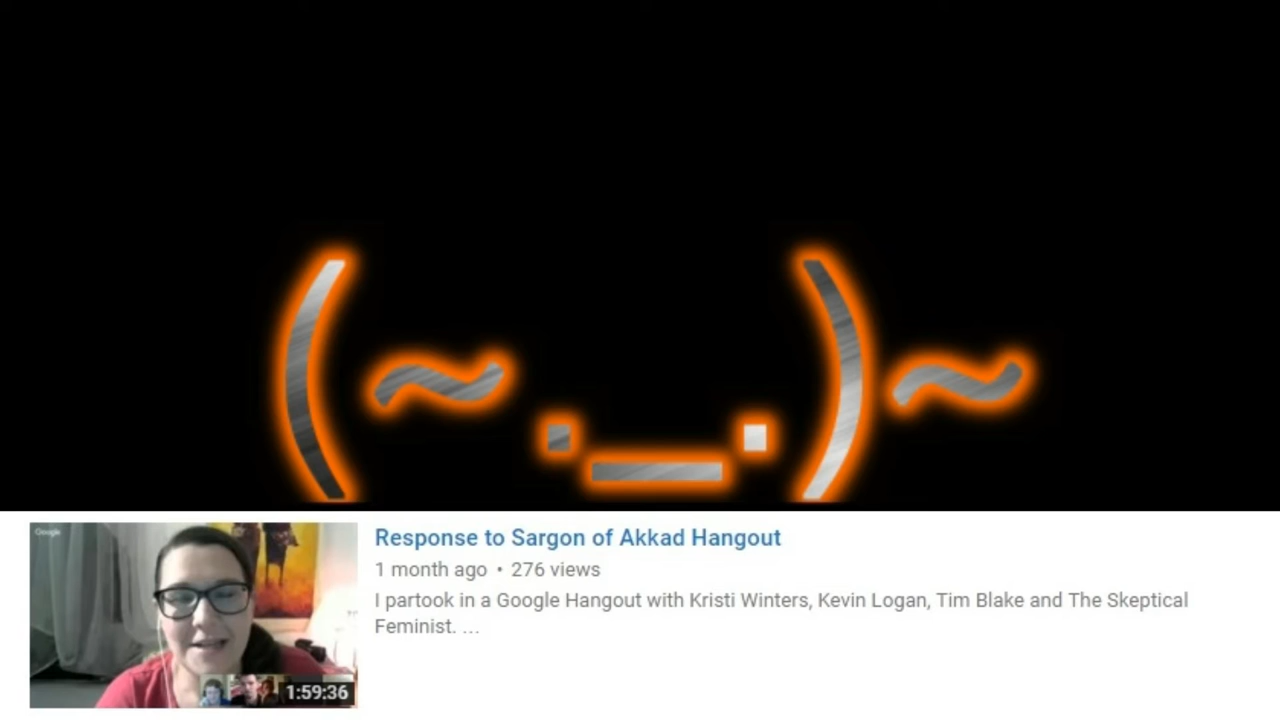 (~._.)~
Google
Response to Sargon of Akkad Hangout
1 month ago • 276 views
I partook in a Google Hangout with Kristi Winters, Kevin Logan, Tim Blake and The Skeptical
Feminist. ...
1:59:36